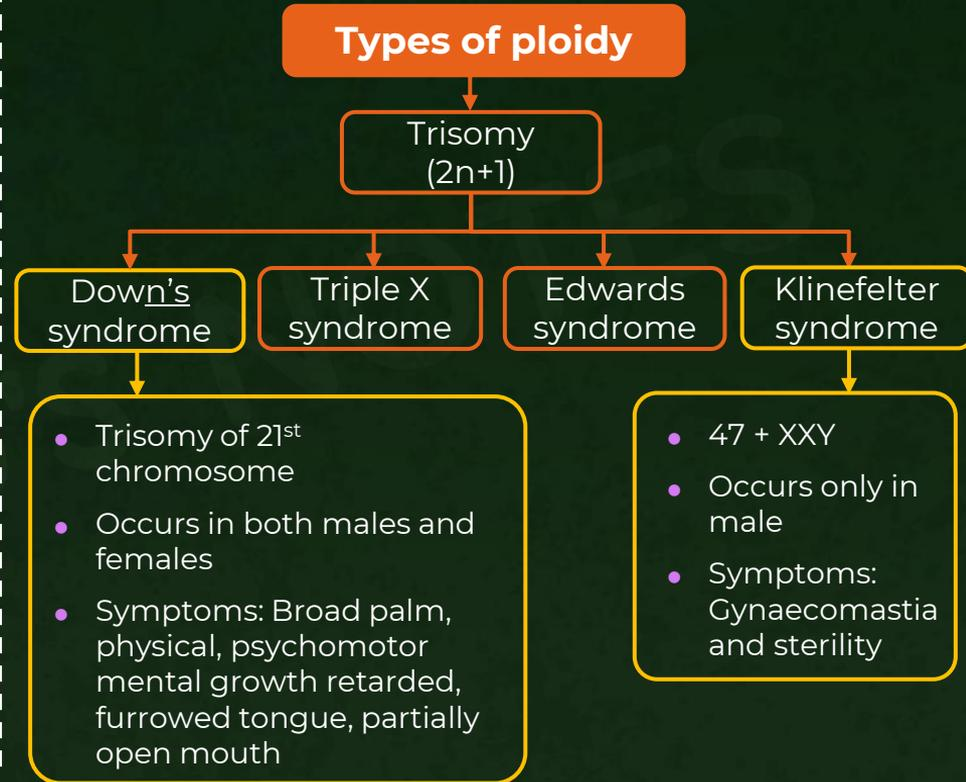 Types of ploidy
Trisomy
(2n+1)
Down's
syndrome
Triple X
syndrome
Edwards
syndrome
Klinefelter
syndrome
Trisomy of 21st
chromosome
Occurs in both males and
females
Symptoms: Broad palm,
physical, psychomotor
mental growth retarded,
furrowed tongue, partially
open mouth
47 + XXY
Occurs only in
male
Symptoms:
Gynaecomastia
and sterility